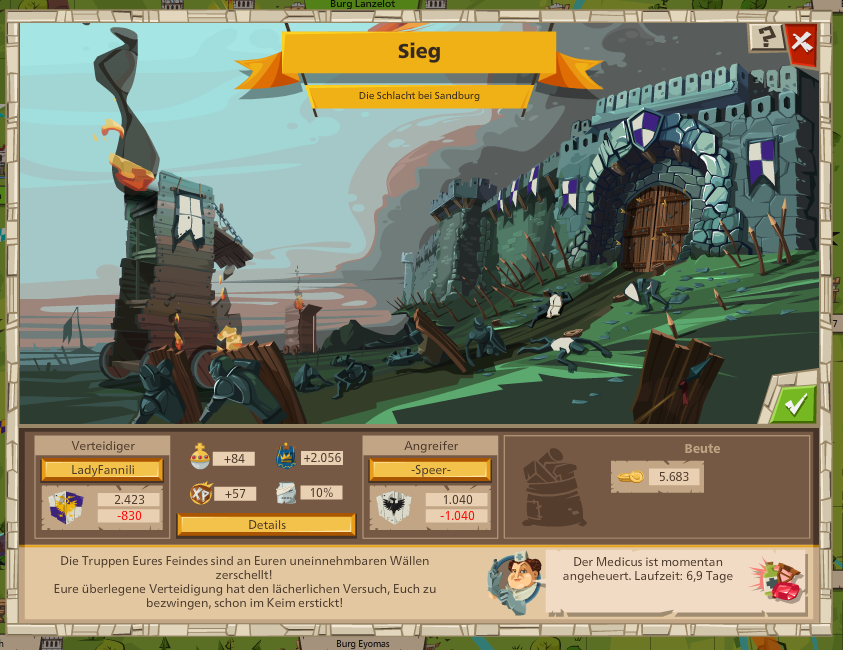 Burg Lanzelot
Sieg
?
Die Schlacht bei Sandburg
7
Verteidiger
LadyFannili
2.423
-830
+84
+2.056
XP
+57
10%
Details
Angreifer
-Speer-
1.040
-1.040
Beute
5.683
Die Truppen Eures Feindes sind an Euren uneinnehmbaren Wällen
zerschellt!
Eure überlegene Verteidigung hat den lächerlichen Versuch, Euch zu
bezwingen, schon im Keim erstickt!
Der Medicus ist momentan
angeheuert. Laufzeit: 6,9 Tage
h
Burg Eyomas